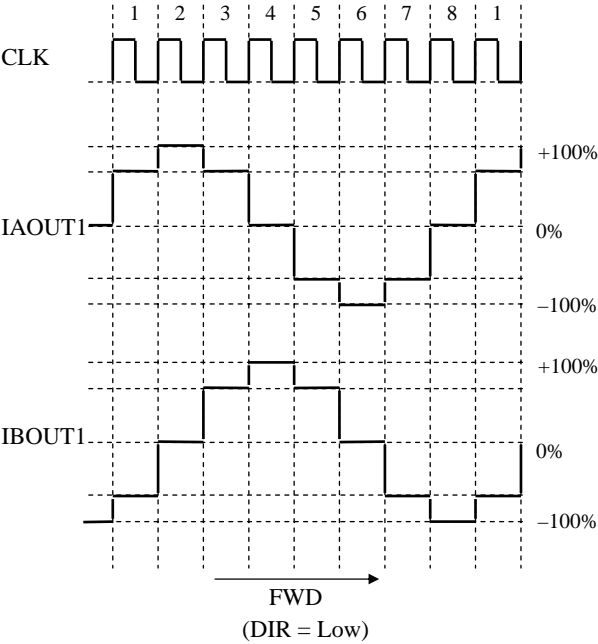 1 2 3 4 5 6 7 8 1
CLK
+100%
IAOUT1
0%
–100%
+100%
IBOUT1
0%
–100%
FWD
(DIR = Low)